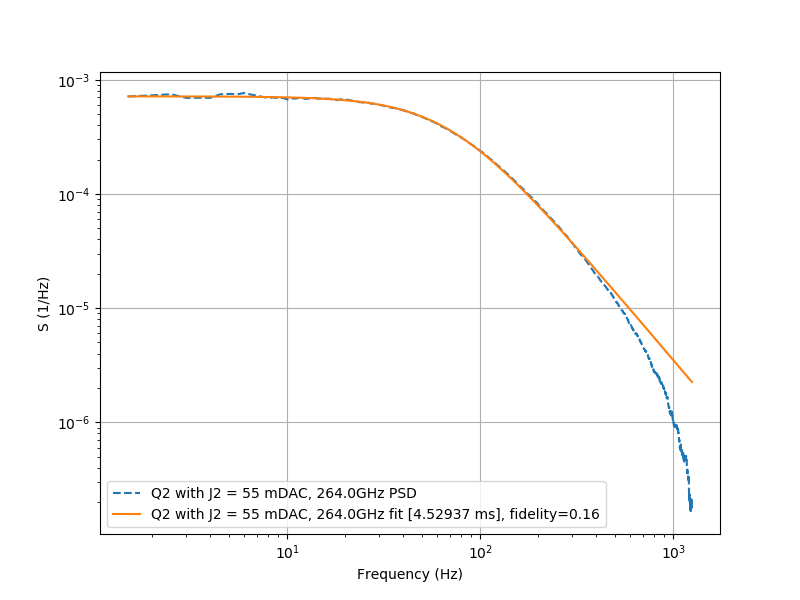 10⁻³
10⁻⁴
10⁻⁵
10⁻⁶
S (1/Hz)
Q2 with J2 = 55 mDAC, 264.0GHz PSD
Q2 with J2 = 55 mDAC, 264.0GHz fit [4.52937 ms], fidelity=0.16
10¹ 10² 10³
Frequency (Hz)